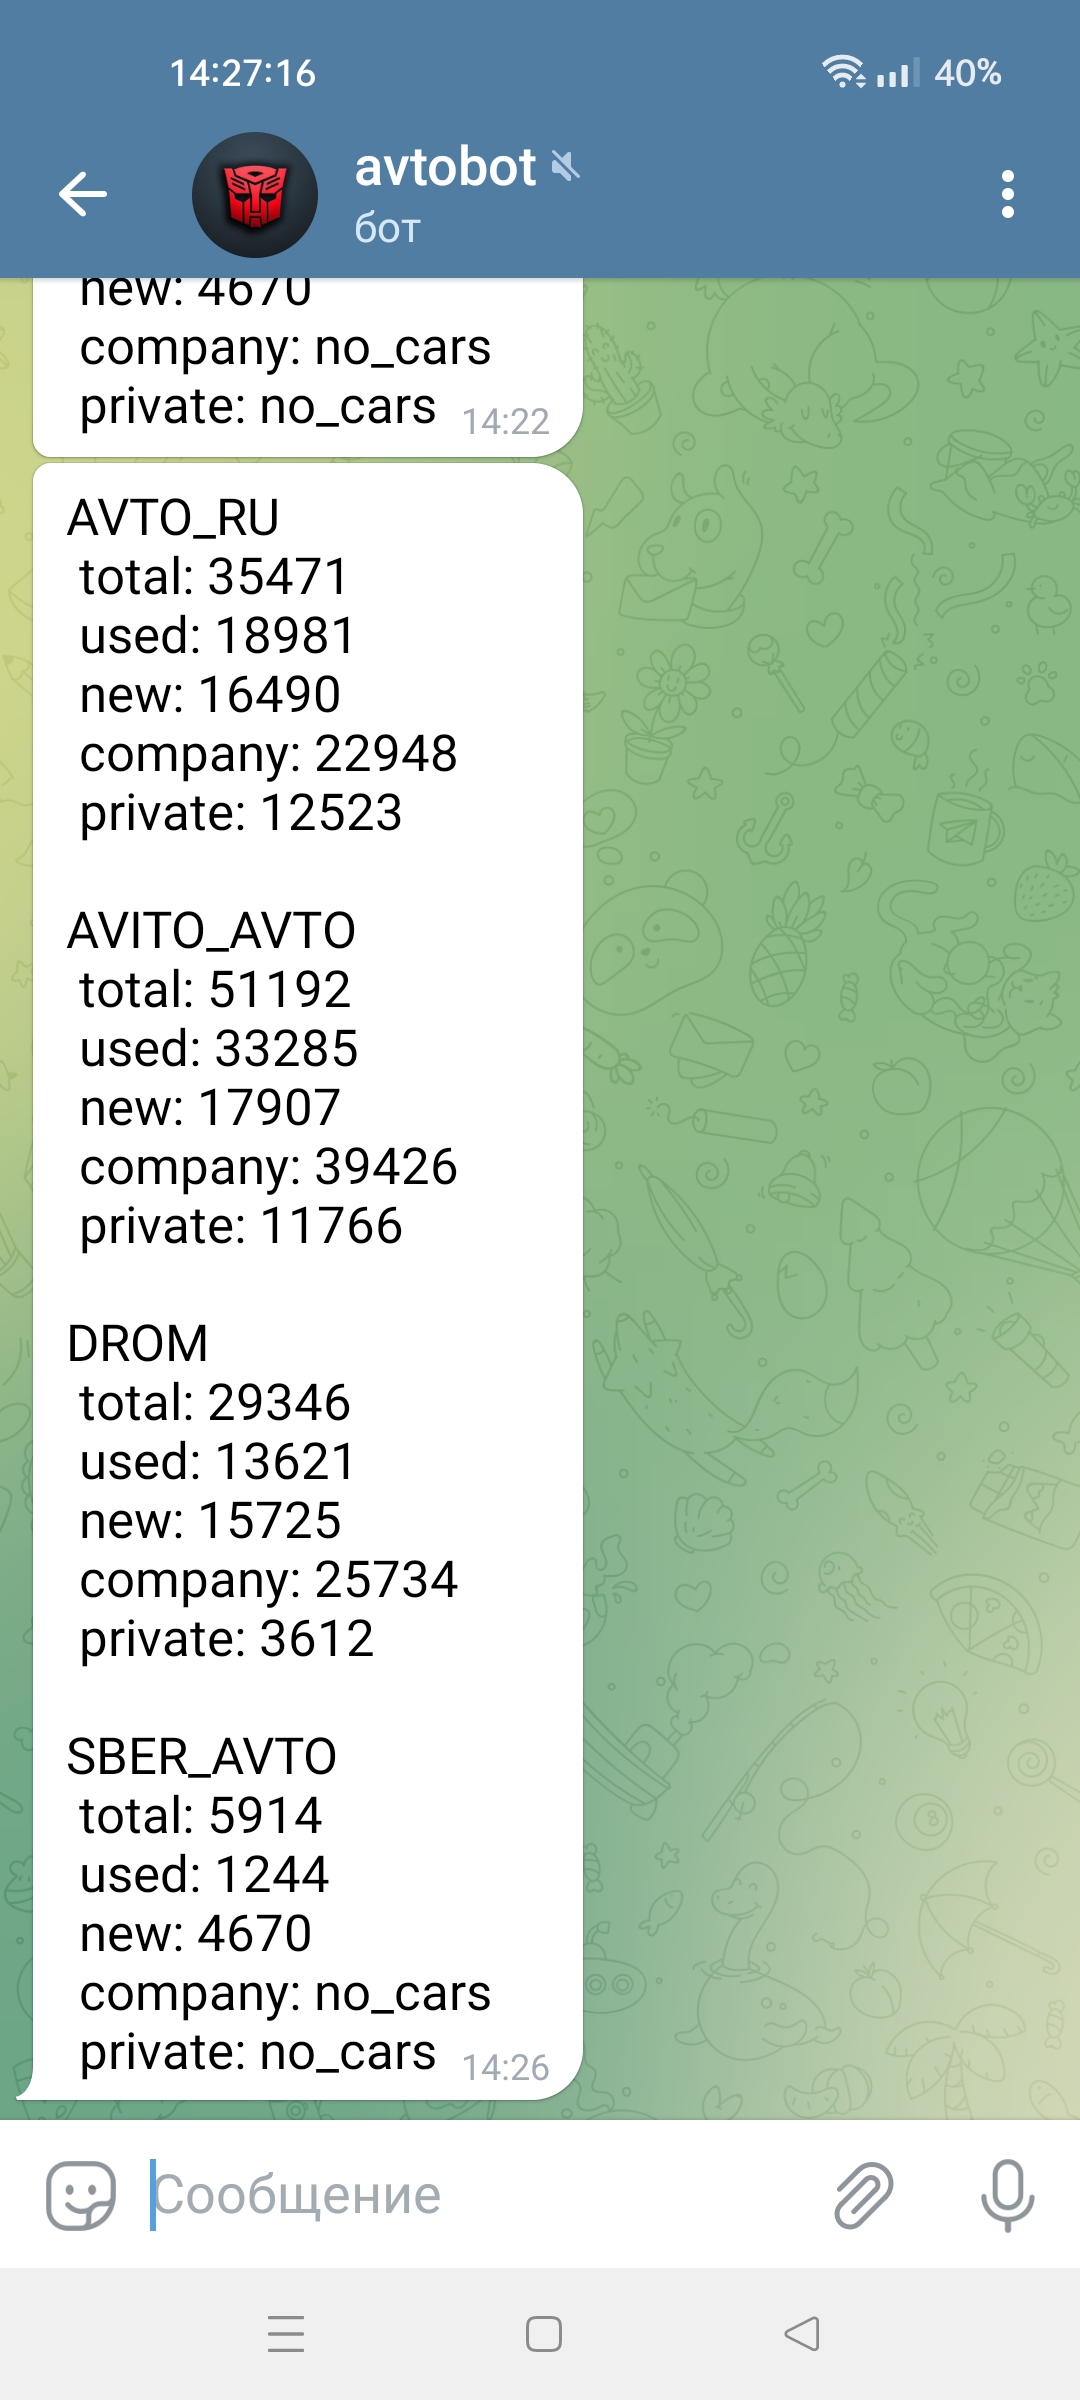 14:27:16
40%
avtobot
бот
new: 4670
company: no_cars
private: no_cars 14:22
AVTO_RU
total: 35471
used: 18981
new: 16490
company: 22948
private: 12523
AVITO_AVTO
total: 51192
used: 33285
new: 17907
company: 39426
private: 11766
DROM
total: 29346
used: 13621
new: 15725
company: 25734
private: 3612
SBER_AVTO
total: 5914
used: 1244
new: 4670
company: no_cars
private: no_cars 14:26
Сообщение